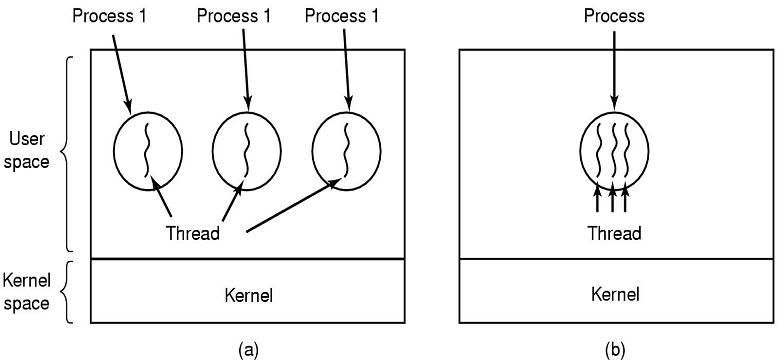 Process 1
Process 1
Process 1
Process
User
space
Thread
Thread
Kernel
space
Kernel
Kernel
(a)
(b)